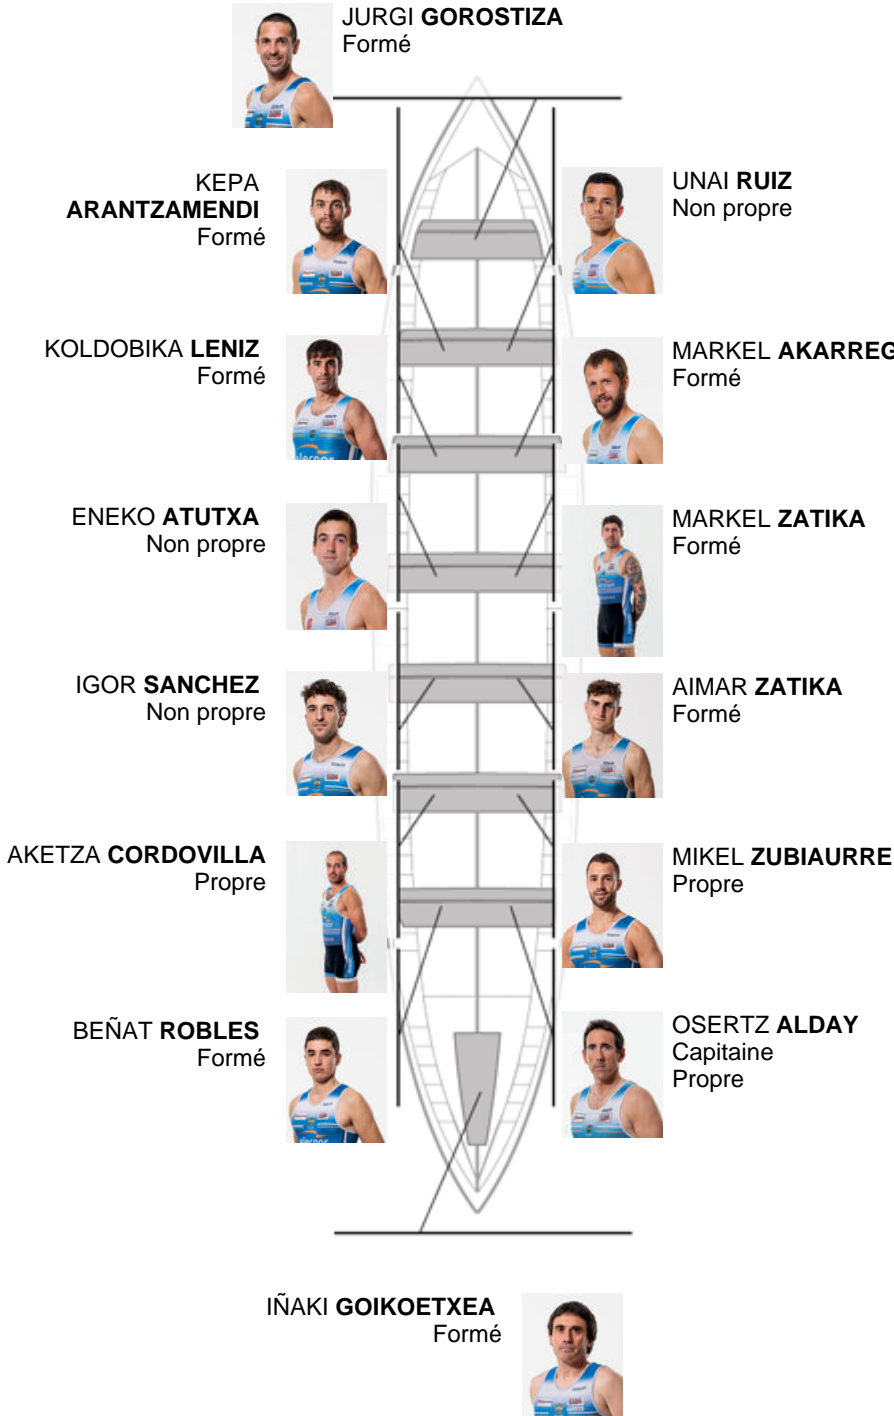 JURGI GOROSTIZA
Formé
KEPA
ARANTZAMENDI
Formé
UNAI RUIZ
Non propre
KOLDOBIKA LENIZ
Formé
MARKEL AKARREG
Formé
ENEKO ATUTXA
Non propre
MARKEL ZATIKA
Formé
IGOR SANCHEZ
Non propre
AIMAR ZATIKA
Formé
AKETZA CORDOVILLA
Propre
MIKEL ZUBIAURRE
Propre
BEÑAT ROBLES
Formé
OSERTZ ALDAY
Capitaine
Propre
IÑAKI GOIKOETXEA
Formé